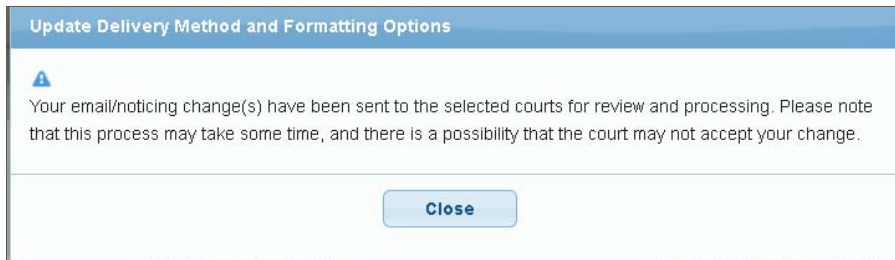 Update Delivery Method and Formatting Options
Your email/noticing change(s) have been sent to the selected courts for review and processing. Please note
that this process may take some time, and there is a possibility that the court may not accept your change.
Close